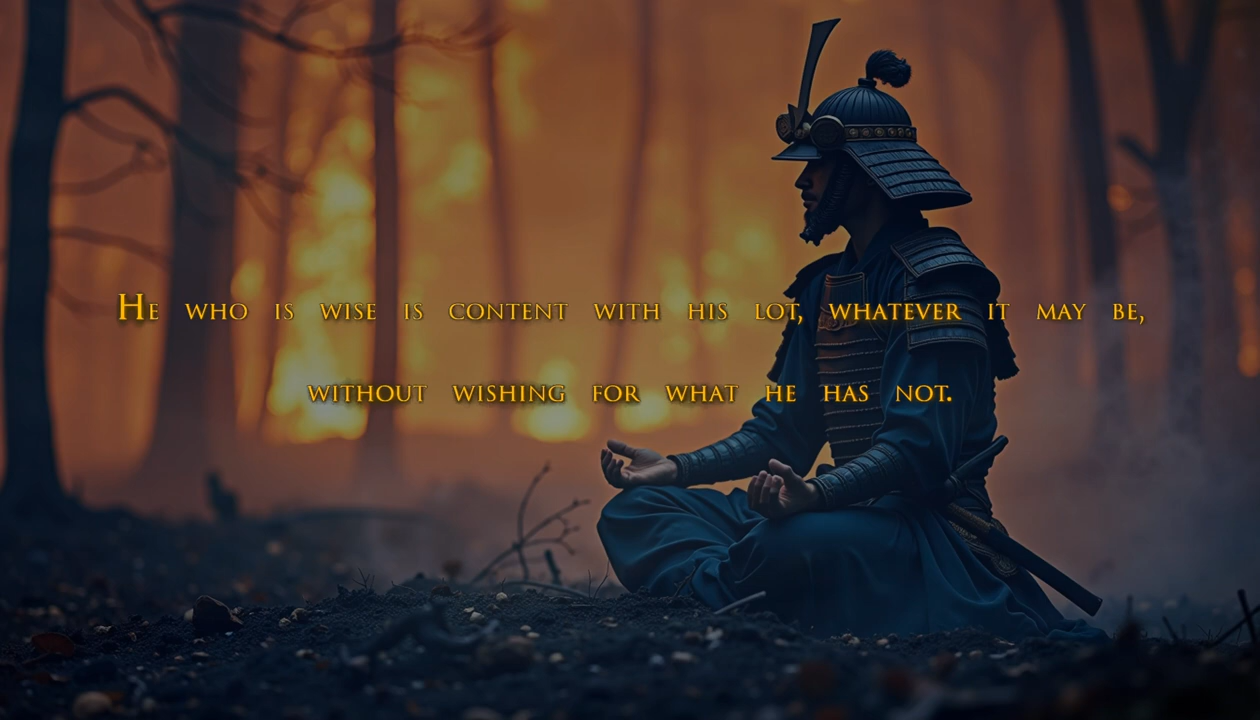 He who is wise is content with his lot, whatever it may be,
without wishing for what he has not.